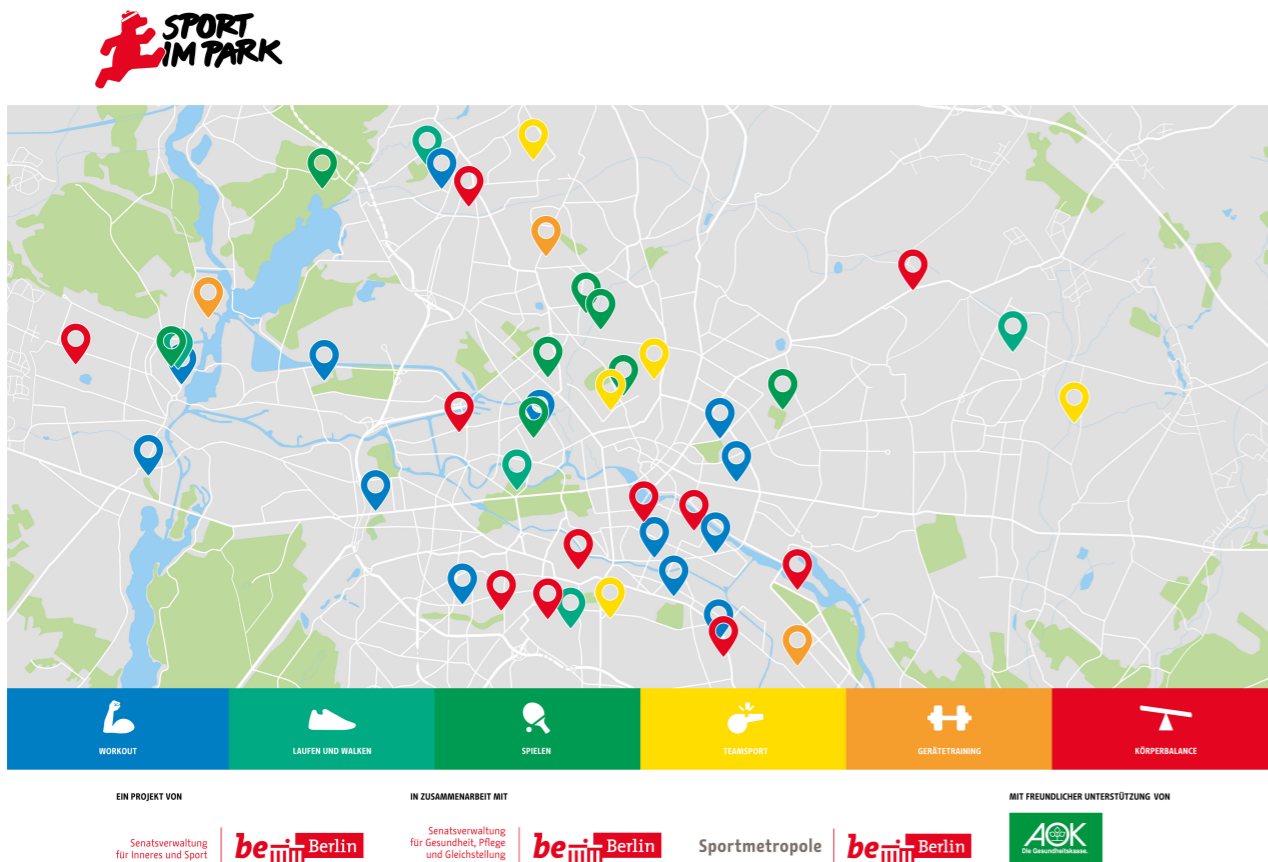 SPORT
IM PARK
WORKOUT
LAUFEN UND WALKEN
SPIELEN
TEAMSPORT
GERÄTETRAINING
KÖRPERBALANCE
EIN PROJEKT VON
IN ZUSAMMENARBEIT MIT
MIT FREUNDLICHER UNTERSTÜTZUNG VON
Senatsverwaltung
für Inneres und Sport
be Berlin
Senatsverwaltung
für Gesundheit, Pflege
und Gleichstellung
be Berlin
Sportmetropole
be Berlin
AOK
Die Gesundheitskasse.